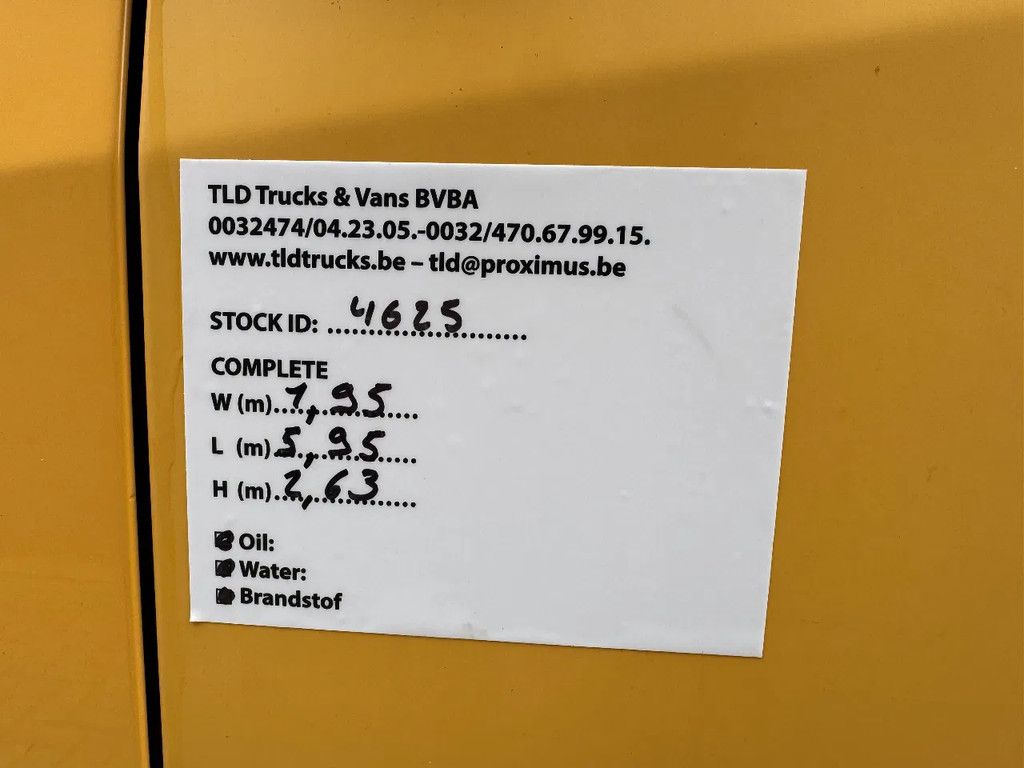 TLD Trucks & Vans BVBA
0032474/04.23.05.-0032/470.67.99.15.
www.tldtrucks.be – tld@proximus.be
STOCK ID: 4625
COMPLETE
W (m) 1,95
L (m) 5,95
H (m) 2,63
Oil:
Water:
Brandstof